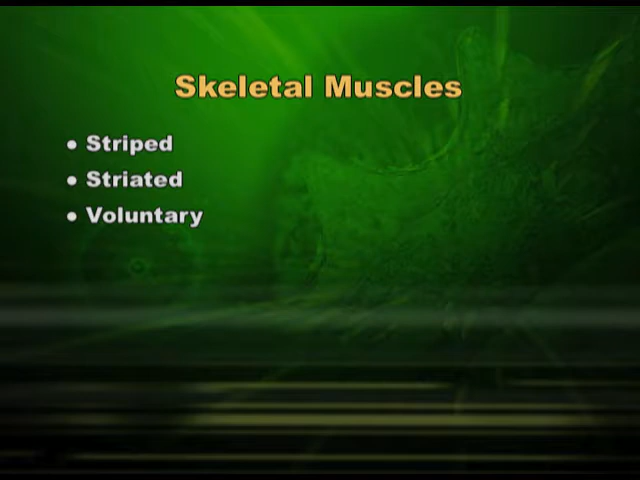 Skeletal Muscles
• Striped
• Striated
• Voluntary